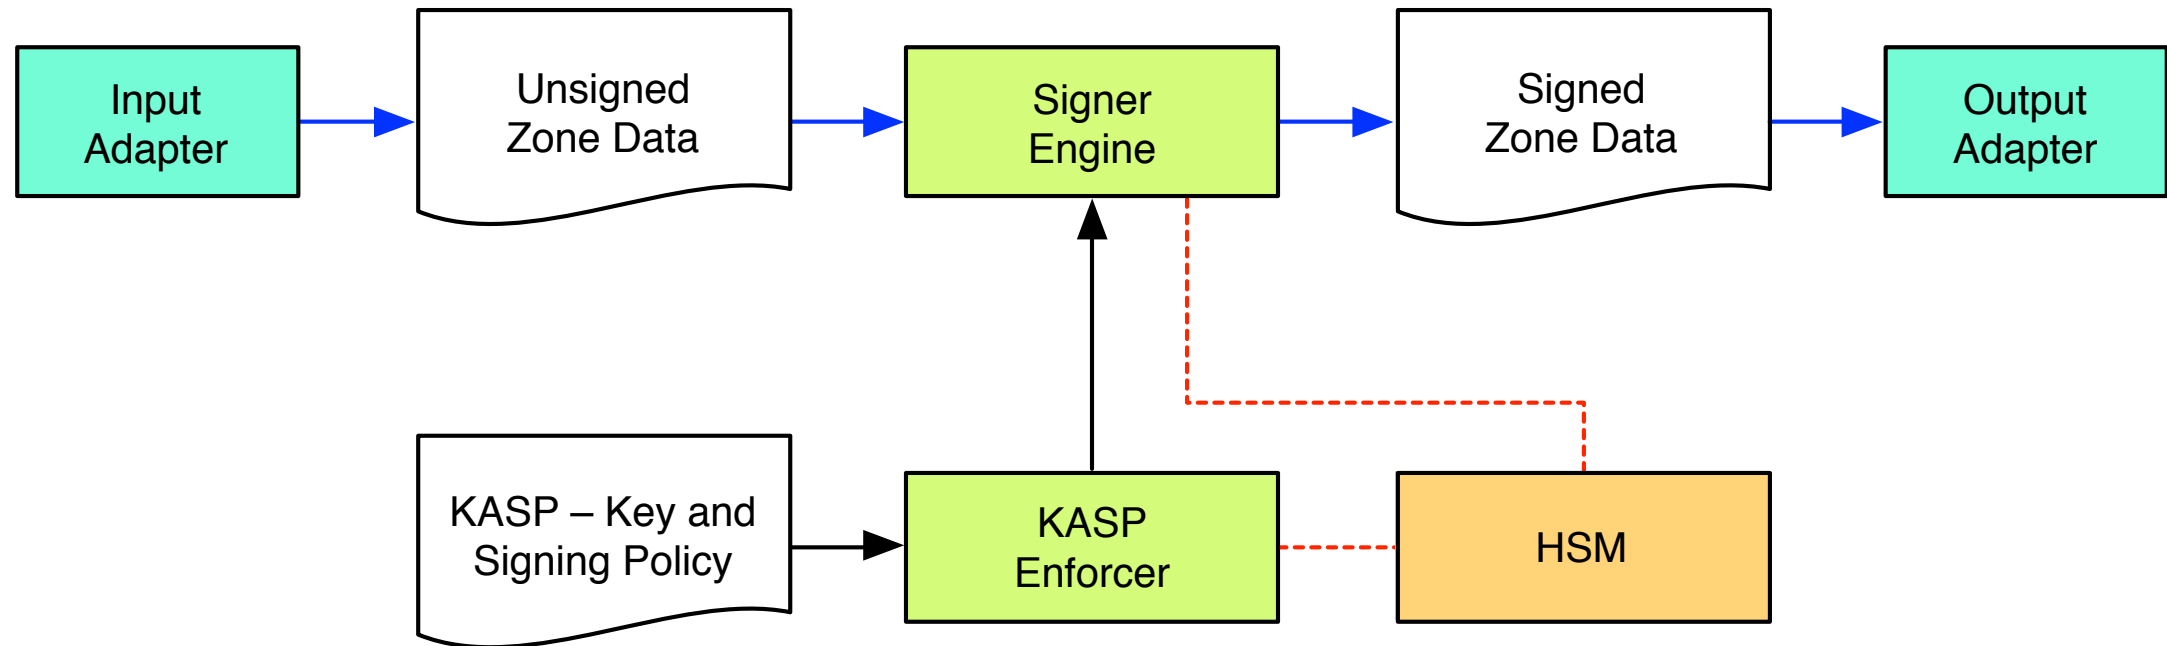 Input
Adapter
Unsigned
Zone Data
Signer
Engine
Signed
Zone Data
Output
Adapter
KASP – Key and
Signing Policy
KASP
Enforcer
HSM